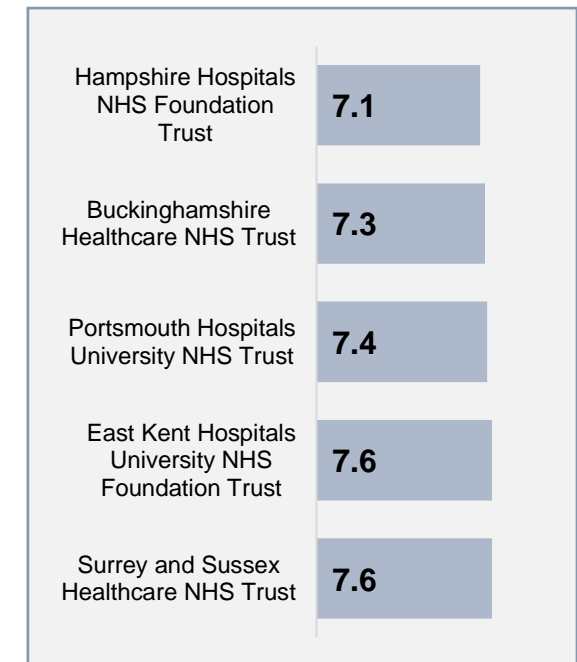 Hampshire Hospitals
NHS Foundation
Trust
7.1
Buckinghamshire
Healthcare NHS Trust
7.3
Portsmouth Hospitals
University NHS Trust
7.4
East Kent Hospitals
University NHS
Foundation Trust
7.6
Surrey and Sussex
Healthcare NHS Trust
7.6